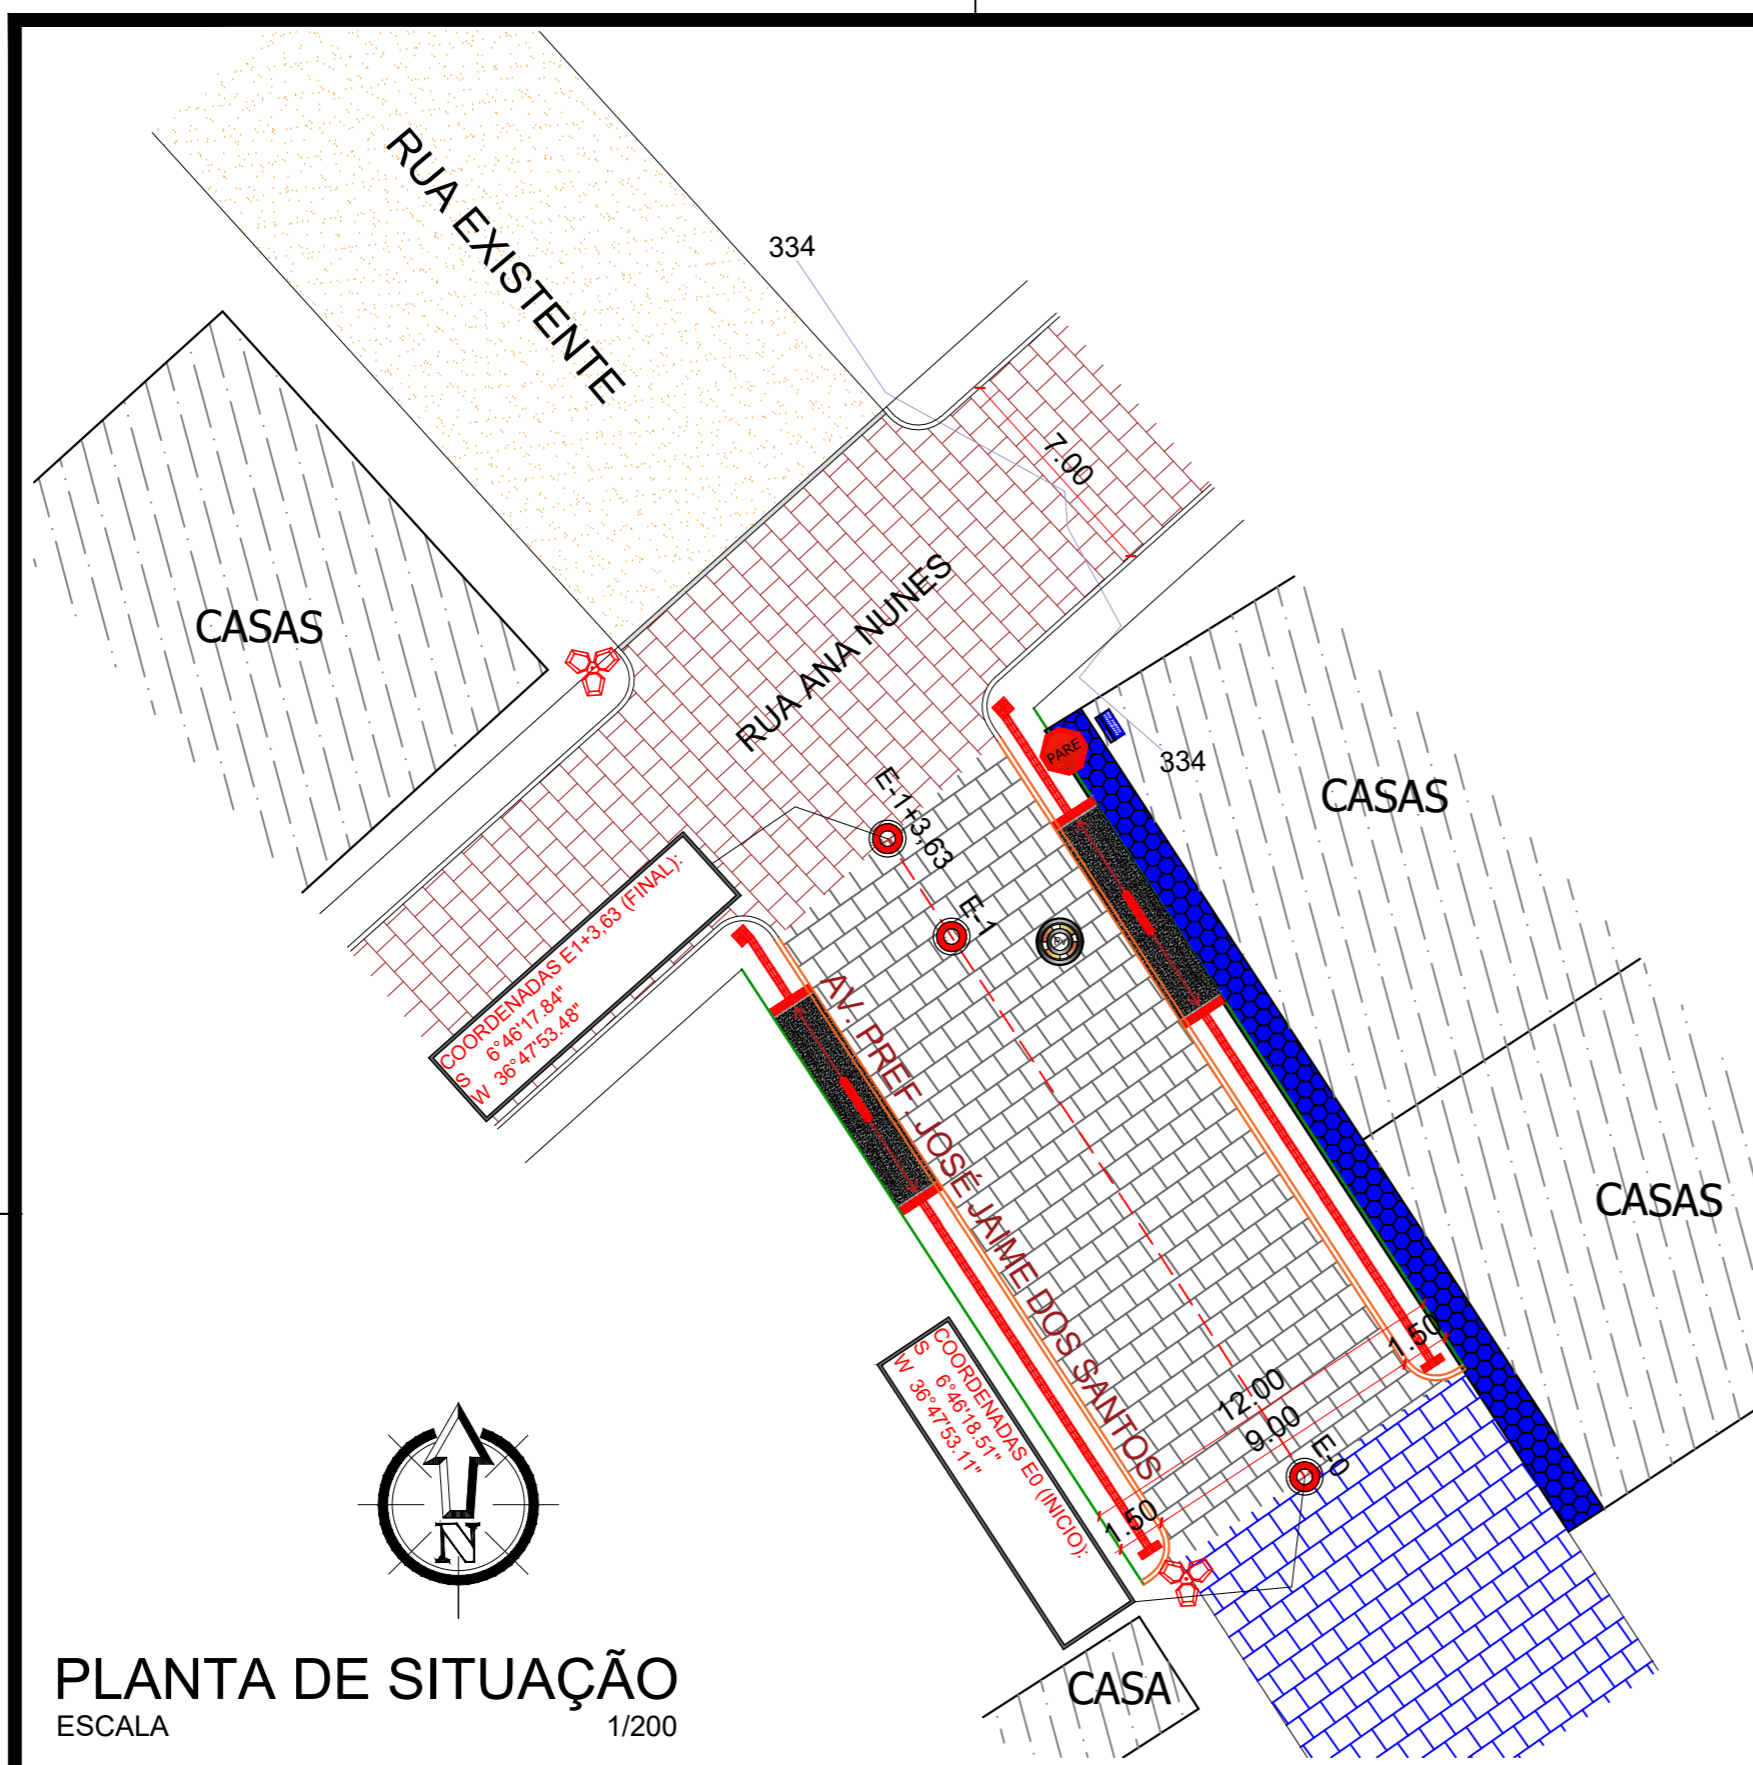 RUA EXISTENTE
334
7.00
CASAS
RUA ANA NUNES
PARE
334
CASAS
E-1+3,63
COORDENADAS E1+3,63 (FINAL):
S 6°46'17.84"
W 36°47'53.48"
E-1
AV. PREF. JOSÉ JAIME DOS SANTOS
CASAS
1.50
12.00
9.00
E-0
COORDENADAS E0 (INICIO):
S 6°46'18.51"
W 36°47'53.11"
1.50
N
CASA
PLANTA DE SITUAÇÃO
ESCALA 1/200